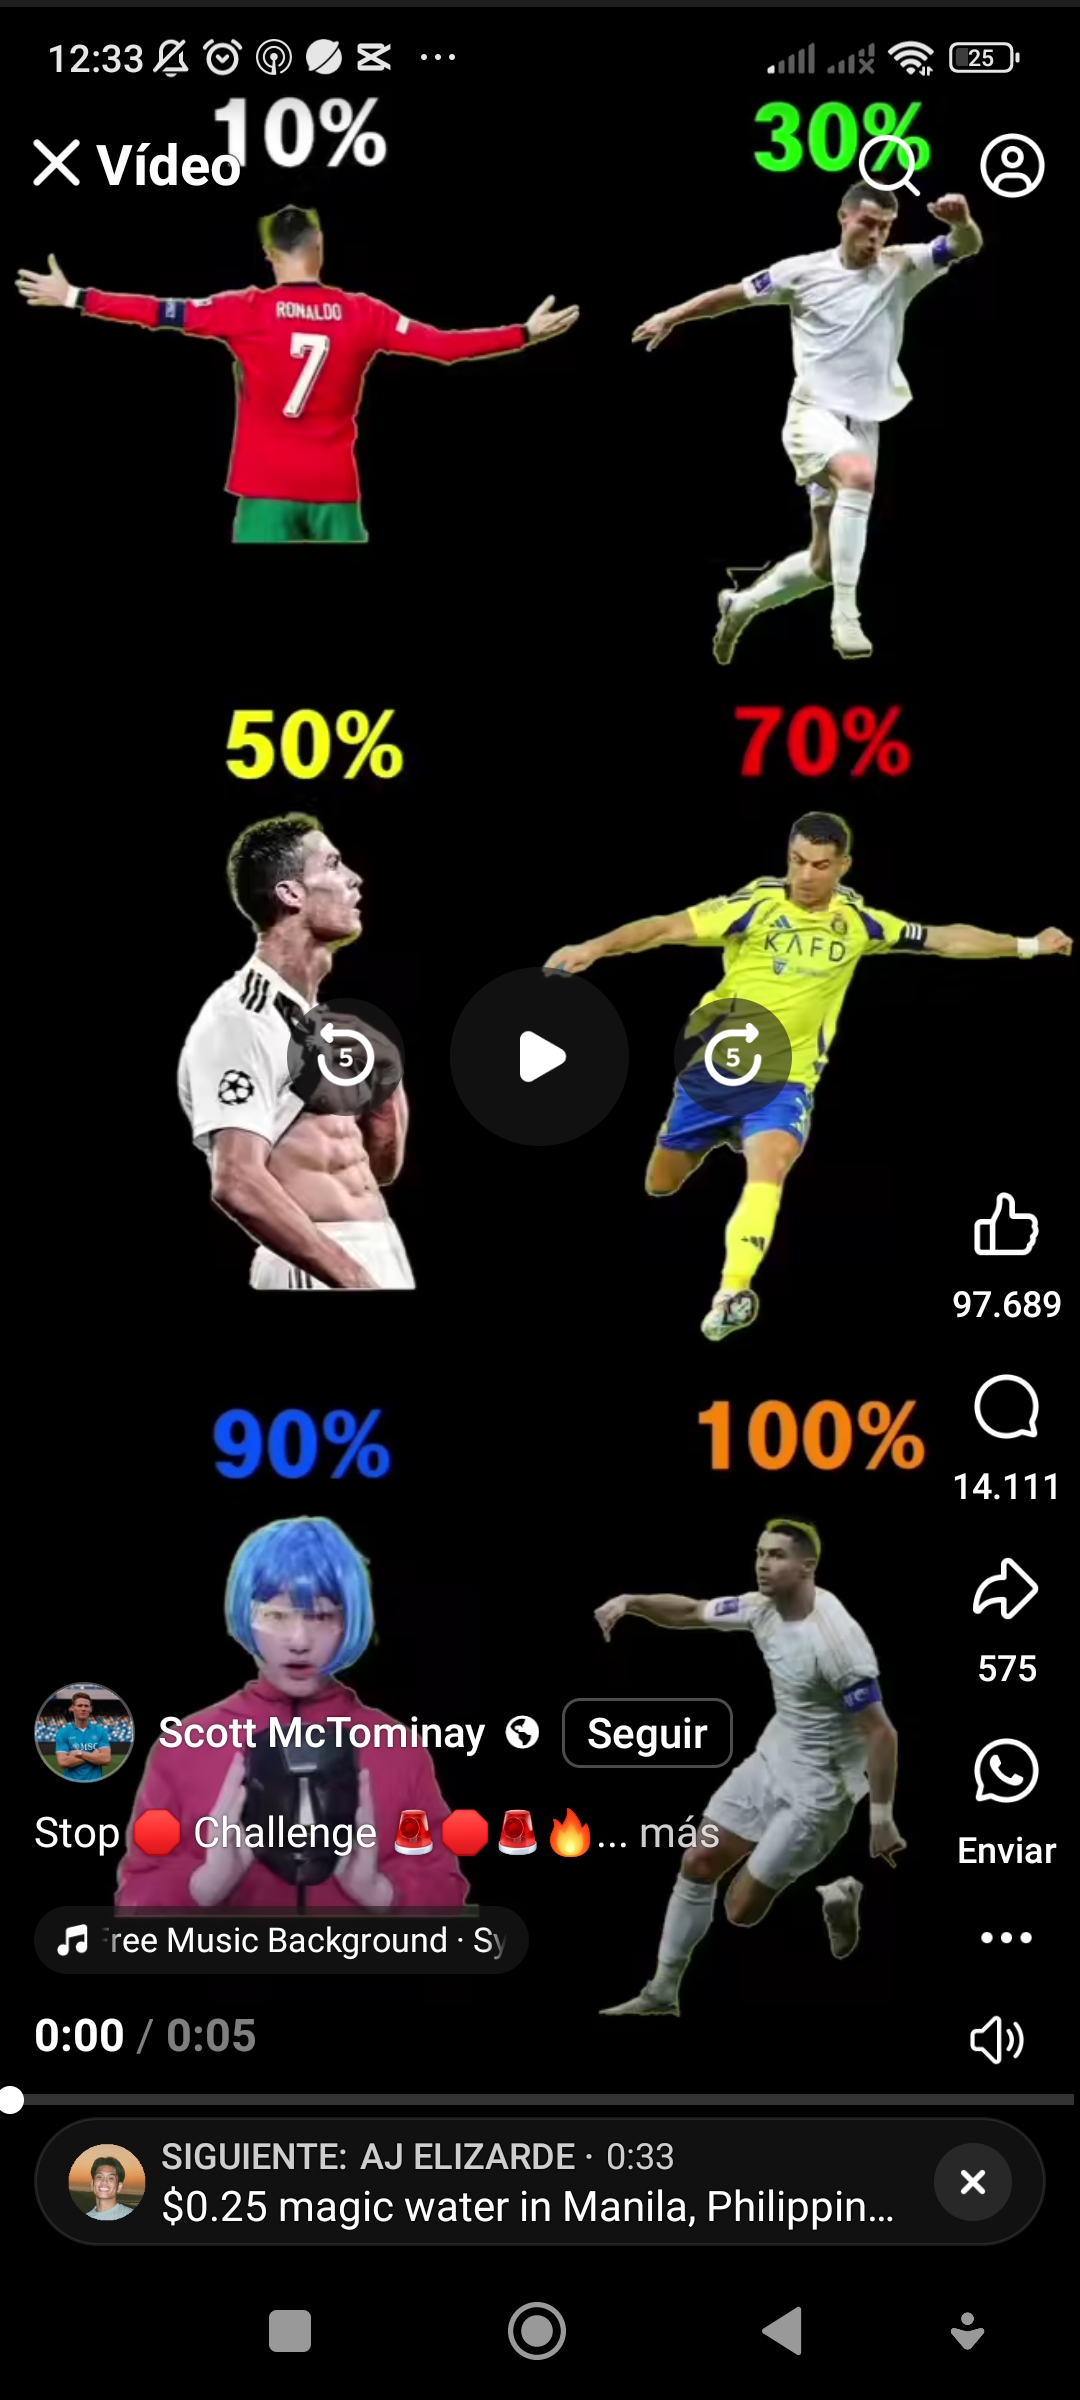 12:33
25
10%
30%
Vídeo
RONALDO
7
50%
70%
KAFD
5
5
97.689
90%
100%
14.111
575
Scott McTominay
Seguir
Stop 🛑 Challenge 🚨🛑🚨🔥... más
Enviar
ree Music Background · Sy
0:00 / 0:05
SIGUIENTE: AJ ELIZARDE · 0:33
$0.25 magic water in Manila, Philippin...